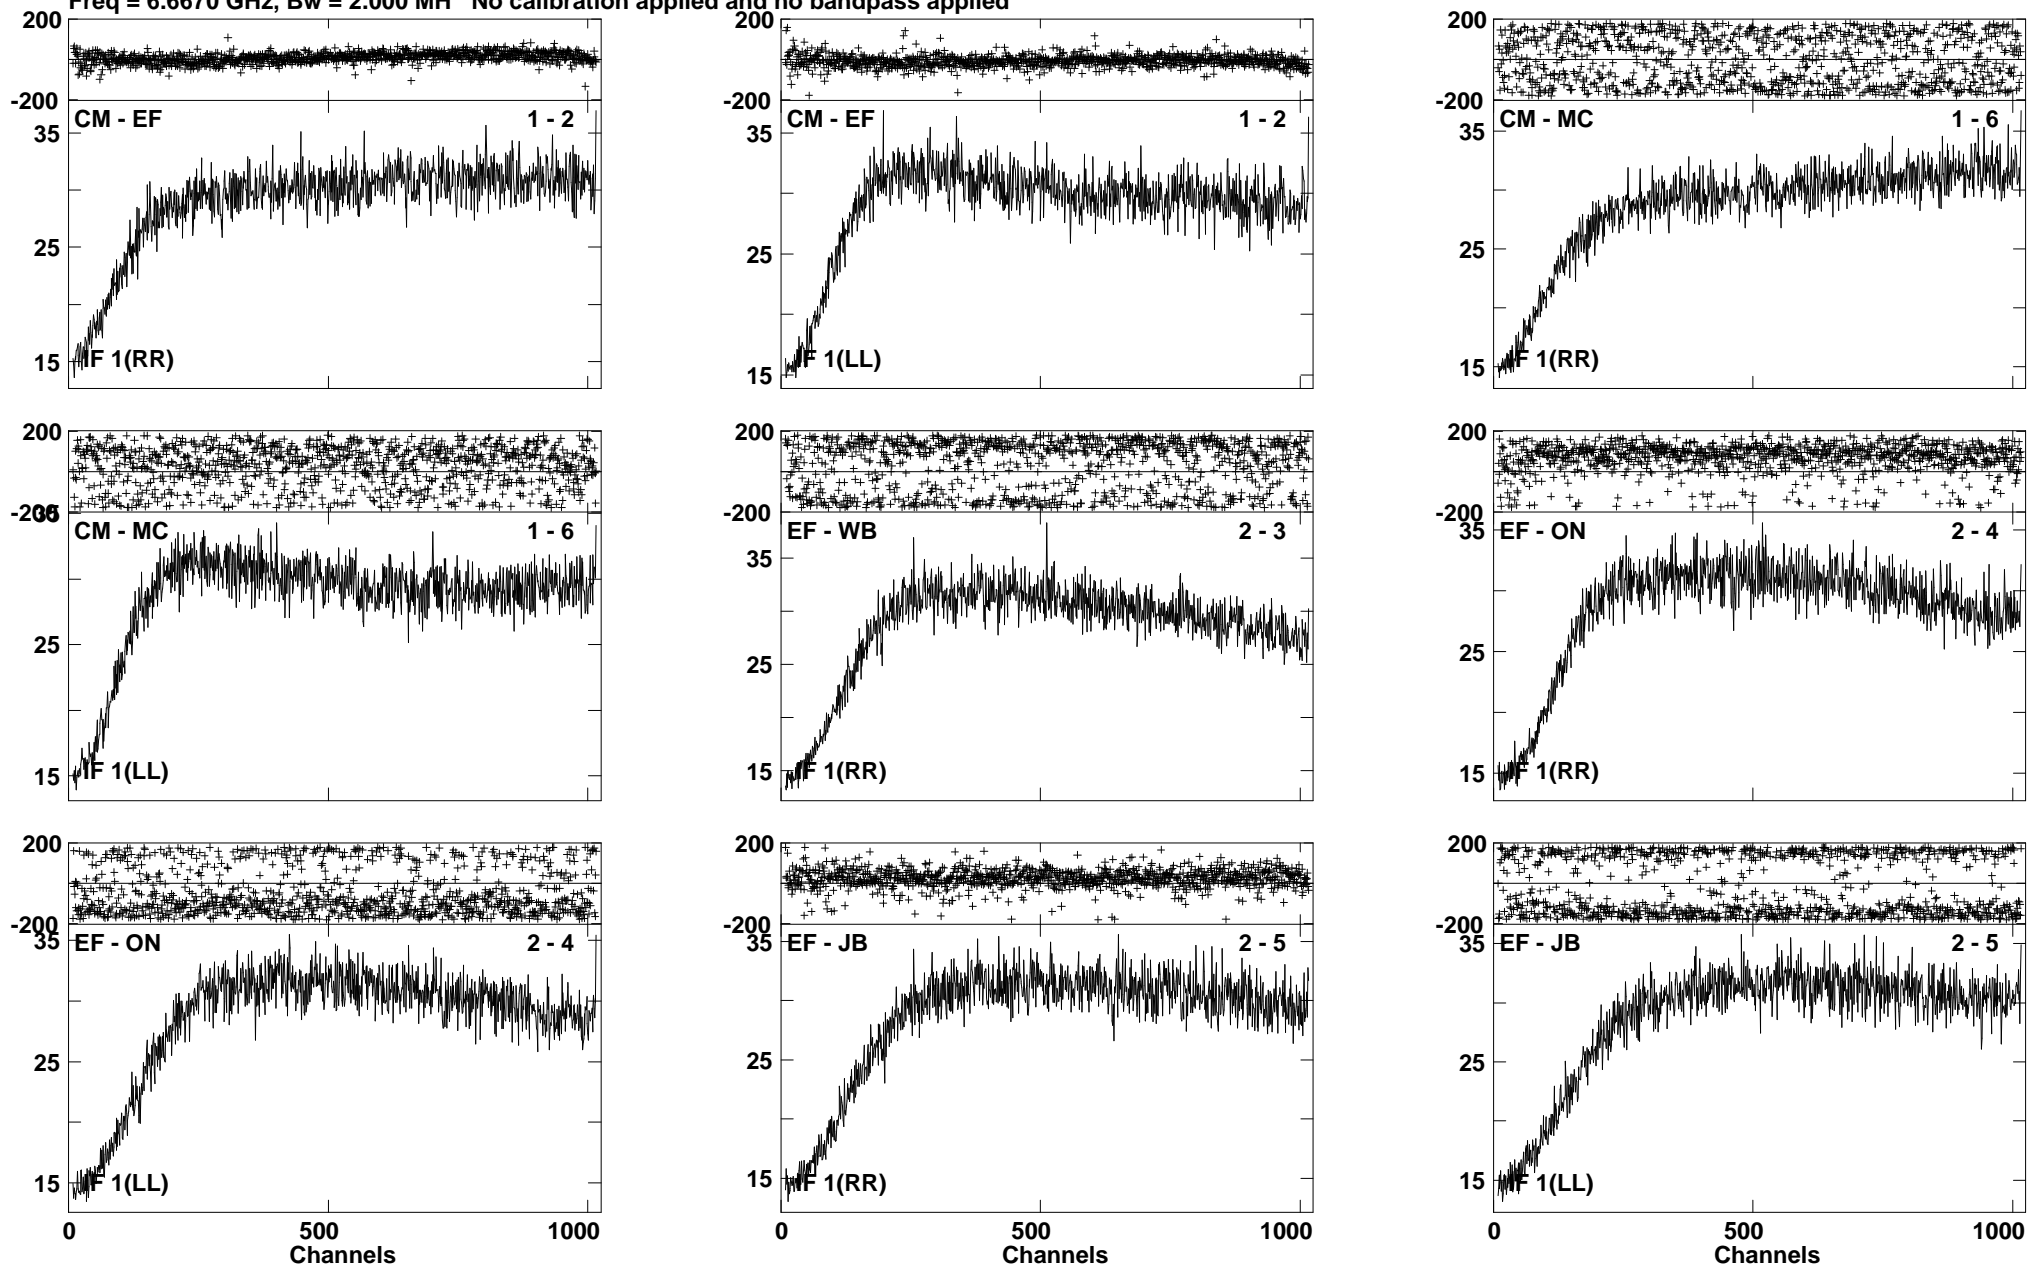 Freq = 6.6670 GHz, Bw = 2.000 MH No calibration applied and no bandpass applied
200
-200
CM - EF 1 - 2
35
25
15
IF 1(RR)
200
-200
CM - EF 1 - 2
35
25
15
IF 1(LL)
200
-200
CM - MC 1 - 6
35
25
15
IF 1(RR)
200
-200
35
CM - MC 1 - 6
25
15
IF 1(LL)
200
-200
EF - WB 2 - 3
35
25
15
IF 1(RR)
200
-200
EF - ON 2 - 4
35
25
15
IF 1(RR)
200
-200
EF - ON 2 - 4
35
25
15
IF 1(LL)
0 500 1000
Channels
200
-200
EF - JB 2 - 5
35
25
15
IF 1(RR)
0 500 1000
Channels
200
-200
EF - JB 2 - 5
35
25
15
IF 1(LL)
0 500 1000
Channels